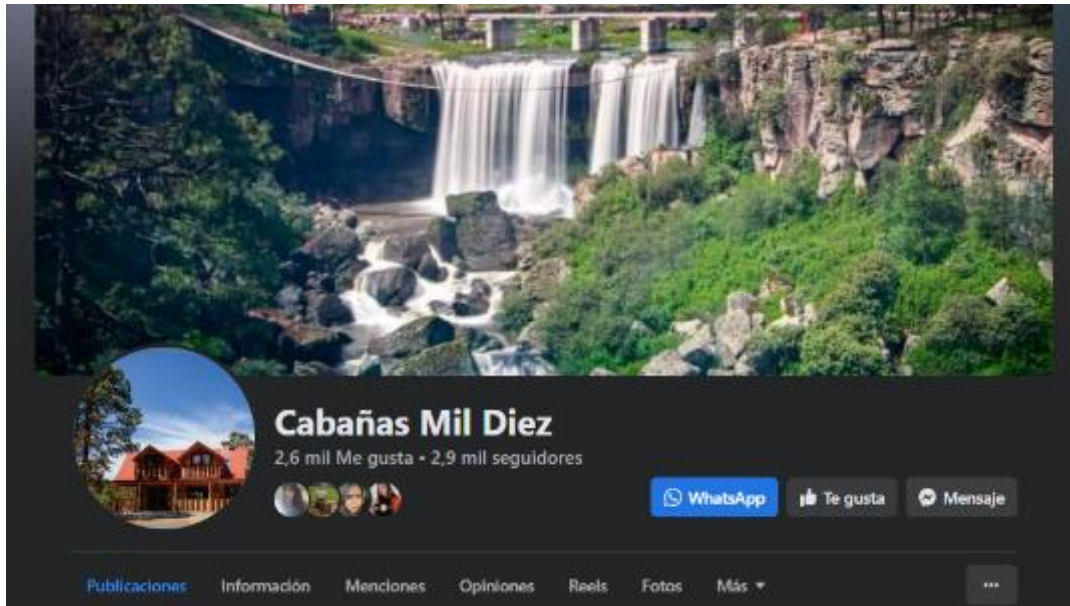 Cabañas Mil Diez
2,6 mil Me gusta • 2,9 mil seguidores
WhatsApp Te gusta Mensaje
Publicaciones Información Menciones Opiniones Reels Fotos Más